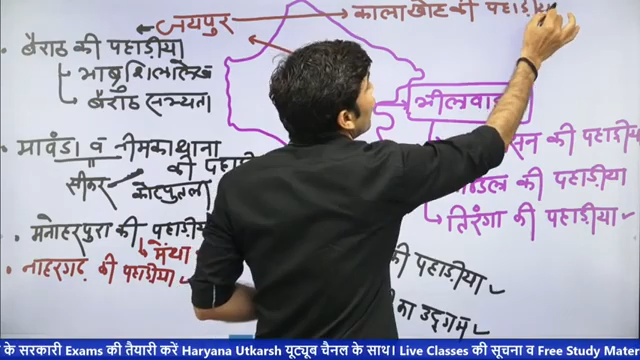 जयपुर कालाखोट की पहाड़ीया
• बैराठ की पहाड़ीया
भाब्रु शिलालेख
बैराठ सभ्यता
भीलवा
• मावंडा व नीमकाथाना
की पहा
सीकर कोटपुतली
सन की पहाड़ीया
की पहाड़ीया
तिरंगा की पहाड़ीया
• मनोहरपुरा की पहाड़ीया
मेंथा
• नाहरगढ़ की पहाड़ीया
की पहाड़ीया
का उद्गम
के सरकारी Exams की तैयारी करें Haryana Utkarsh यूट्यूब चैनल के साथ। Live Classes की सूचना व Free Study Mater